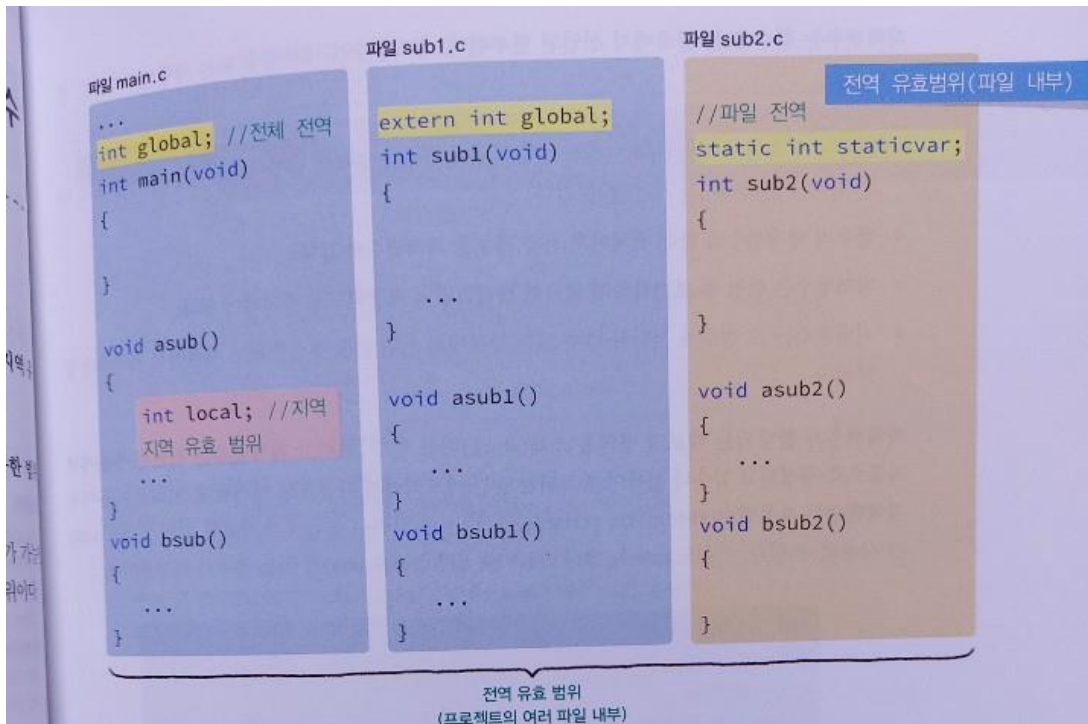 파일 main.c
...
int global; //전체 전역
int main(void)
{
}
void asub()
{
int local; //지역
지역 유효 범위
...
}
void bsub()
{
...
}
파일 sub1.c
extern int global;
int sub1(void)
{
...
}
void asub1()
{
...
}
void bsub1()
{
...
}
파일 sub2.c
전역 유효범위(파일 내부)
//파일 전역
static int staticvar;
int sub2(void)
{
}
void asub2()
{
...
}
void bsub2()
{
}
전역 유효 범위
(프로젝트의 여러 파일 내부)